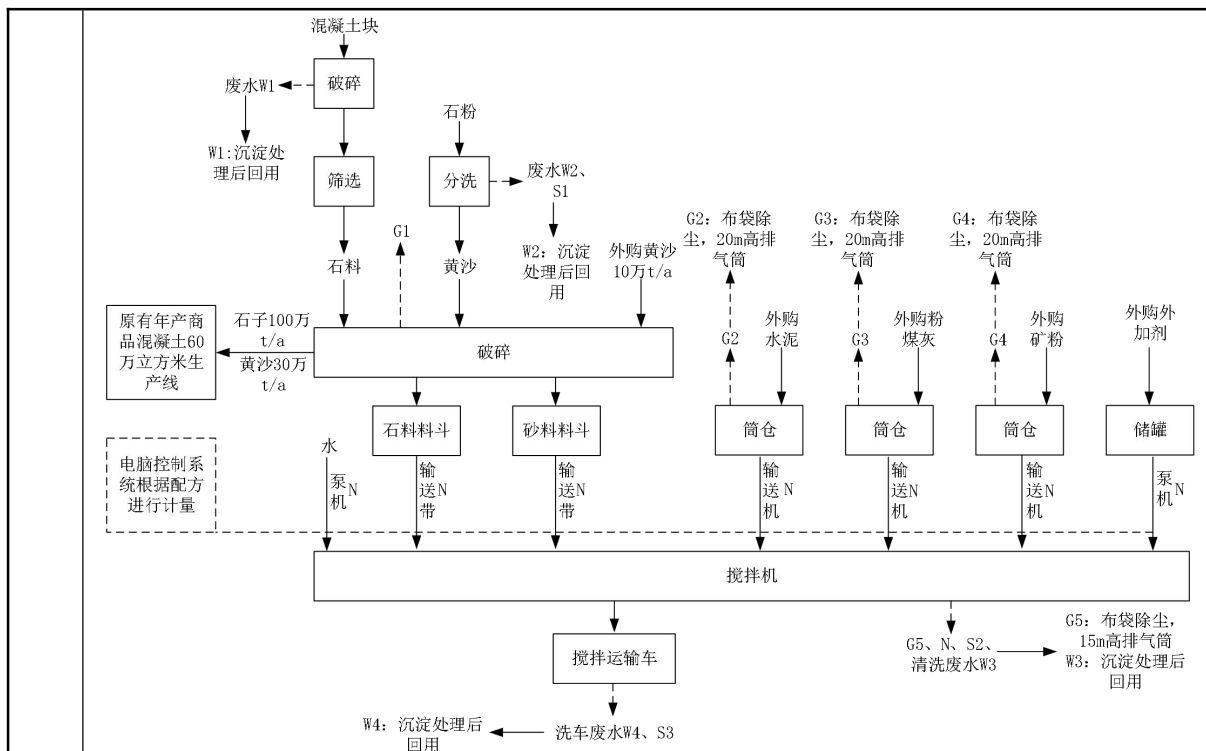 混凝土块
破碎
废水W1
W1:沉淀处
理后回用
筛选
石料
石粉
分洗
废水W2、
S1
W2：沉淀
处理后回
用
G1
黄沙
外购黄沙
10万t/a
G2：布袋除
尘，20m高排
气筒
G3：布袋除
尘，20m高排
气筒
G4：布袋除
尘，20m高排
气筒
原有年产商
品混凝土60
万立方米生
产线
石子100万
t/a
黄沙30万
t/a
破碎
G2
外购
水泥
G3
外购粉
煤灰
G4
外购
矿粉
外购外
加剂
石料料斗
砂料料斗
筒仓
筒仓
筒仓
储罐
电脑控制系
统根据配方
进行计量
水
泵机
N
输送带
N
输送带
N
输送机
N
输送机
N
输送机
N
泵机
N
搅拌机
搅拌运输车
G5、N、S2、
清洗废水W3
G5：布袋除尘，
15m高排气筒
W3：沉淀处理后
回用
W4：沉淀处理后
回用
洗车废水W4、S3